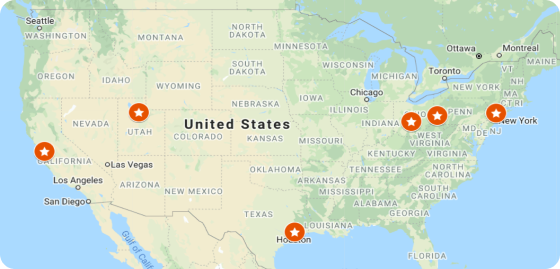 Seattle
WASHINGTON
MONTANA
NORTH
DAKOTA
MINNESOTA
Ottawa
Montreal
MAINE
OREGON
IDAHO
SOUTH
DAKOTA
WISCONSIN
MICHIGAN
Toronto
VT
NH
WYOMING
NEW YORK
MA
CT RI
Chicago
IOWA
NEBRASKA
ILLINOIS
INDIANA
PENN
New York
NEVADA
UTAH
United States
COLORADO
KANSAS
MISSOURI
WEST
VIRGINIA
MD
DE
NJ
KENTUCKY
VIRGINIA
CALIFORNIA
Las Vegas
Los Angeles
ARIZONA
NEW MEXICO
OKLAHOMA
ARKANSAS
TENNESSEE
NORTH
CAROLINA
MISSISSIPPI
SOUTH
CAROLINA
San Diego
ALABAMA
GEORGIA
TEXAS
LOUISIANA
Houston
Gulf of Calif
FLORIDA